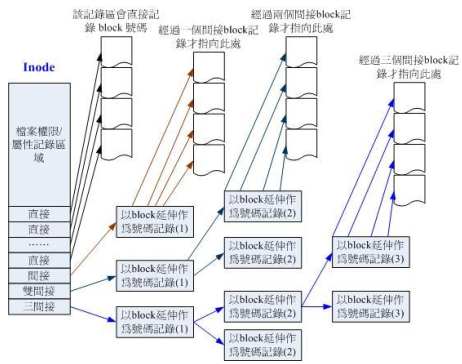 該記錄區會直接記
錄 block 號碼
經過一個間接block記
錄才指向此處
經過兩個間接block記
錄才指向此處
經過三個間接block記
錄才指向此處
Inode
檔案權限/
屬性記錄區
域
直接
直接
……
直接
間接
雙間接
三間接
以block延伸作
為號碼記錄(1)
以block延伸作
為號碼記錄(1)
以block延伸作
為號碼記錄(1)
以block延伸作
為號碼記錄(2)
以block延伸作
為號碼記錄(2)
以block延伸作
為號碼記錄(2)
以block延伸作
為號碼記錄(2)
以block延伸作
為號碼記錄(3)
以block延伸作
為號碼記錄(3)